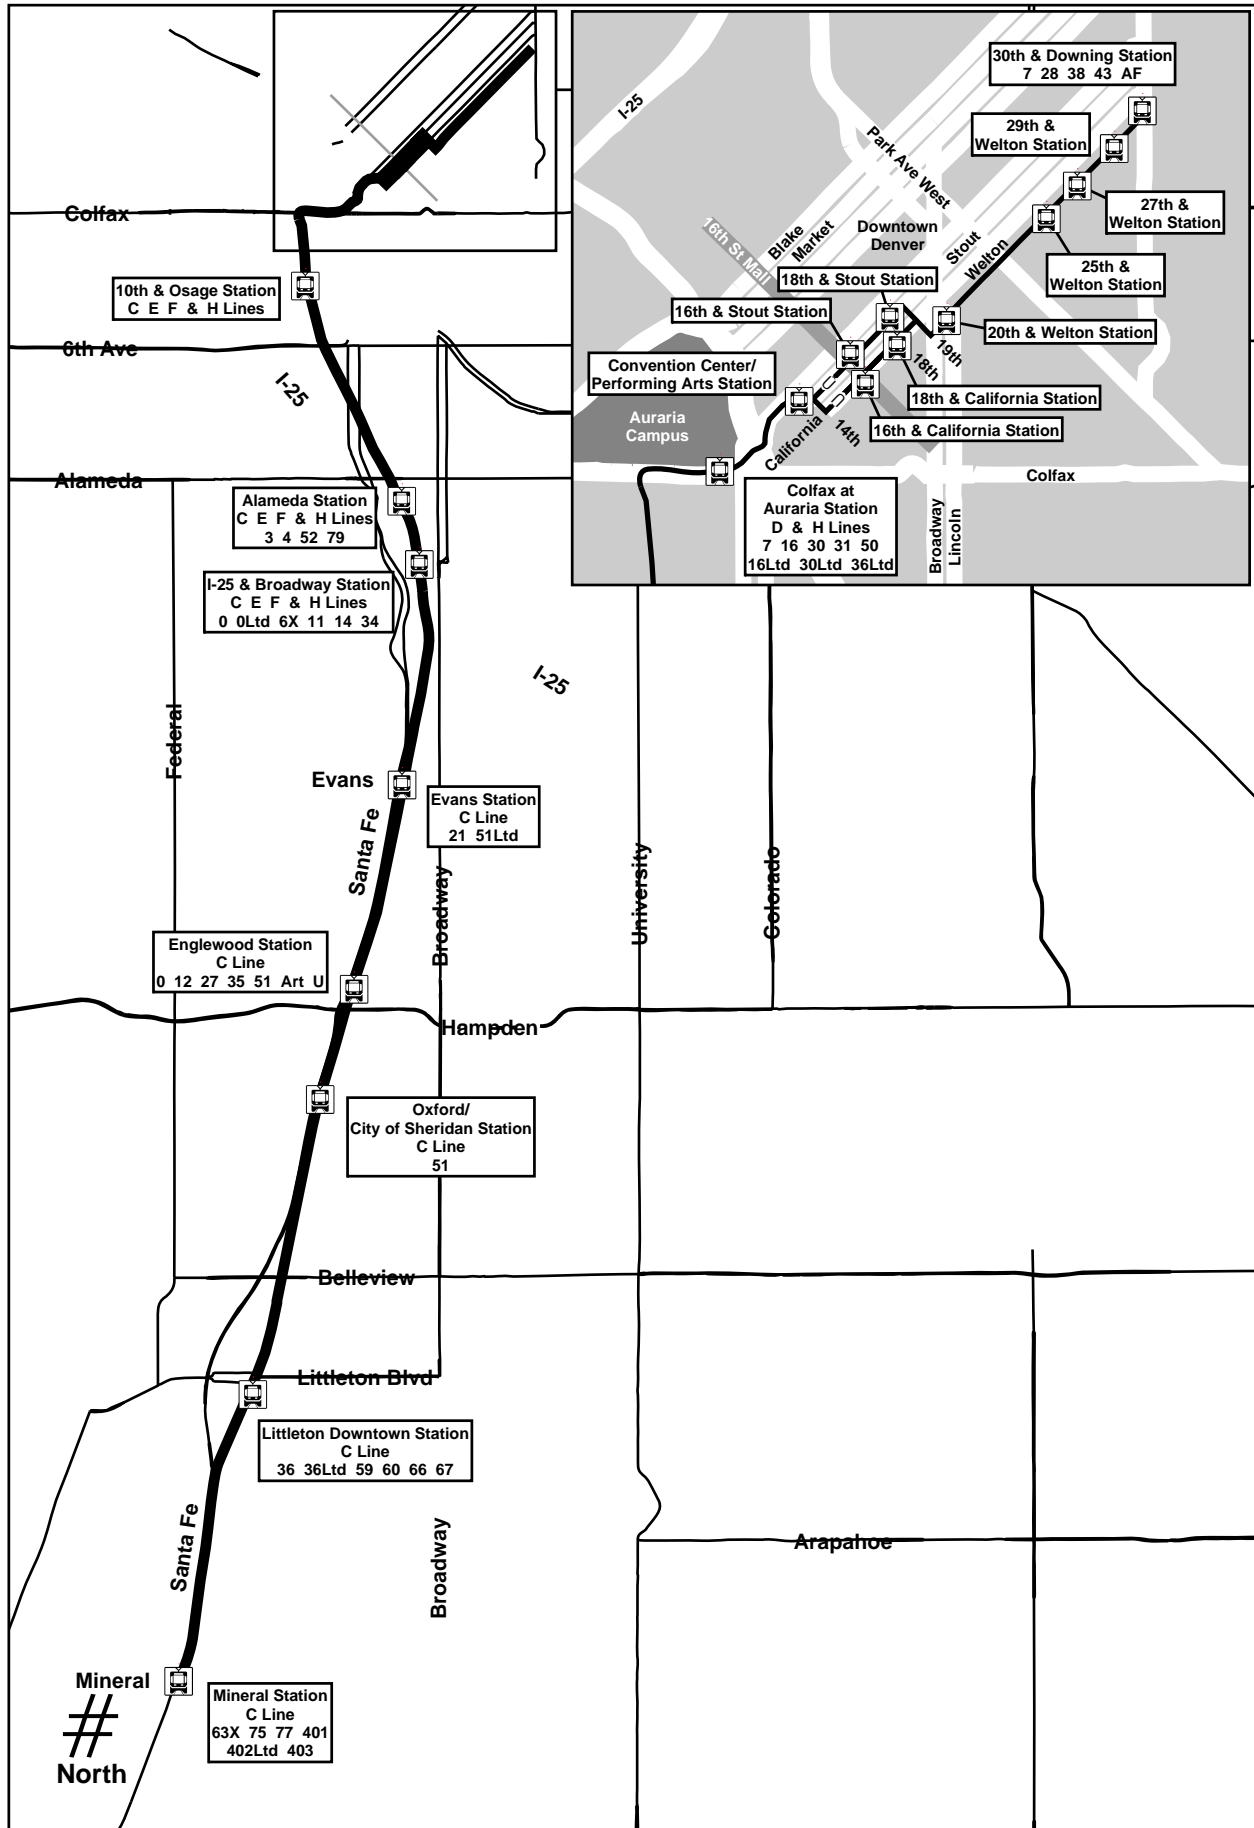 30th & Downing Station
7 28 38 43 AF
I-25
29th &
Welton Station
Park Ave West
27th &
Welton Station
Blake
Market
16th St Mall
Downtown
Denver
Stout
Welton
25th &
Welton Station
18th & Stout Station
16th & Stout Station
20th & Welton Station
19th
18th
Convention Center/
Performing Arts Station
18th & California Station
Auraria
Campus
California
14th
16th & California Station
Colfax
Colfax at
Auraria Station
D & H Lines
7 16 30 31 50
16Ltd 30Ltd 36Ltd
Broadway
Lincoln
Colfax
10th & Osage Station
C E F & H Lines
6th Ave
I-25
Alameda
Alameda Station
C E F & H Lines
3 4 52 79
I-25 & Broadway Station
C E F & H Lines
0 0Ltd 6X 11 14 34
I-25
Federal
Evans
Evans Station
C Line
21 51Ltd
Santa Fe
Broadway
University
Colorado
Englewood Station
C Line
0 12 27 35 51 Art U
Hampden
Oxford/
City of Sheridan Station
C Line
51
Belleview
Littleton Blvd
Littleton Downtown Station
C Line
36 36Ltd 59 60 66 67
Santa Fe
Broadway
Arapahoe
Mineral
Mineral Station
C Line
63X 75 77 401
402Ltd 403
North